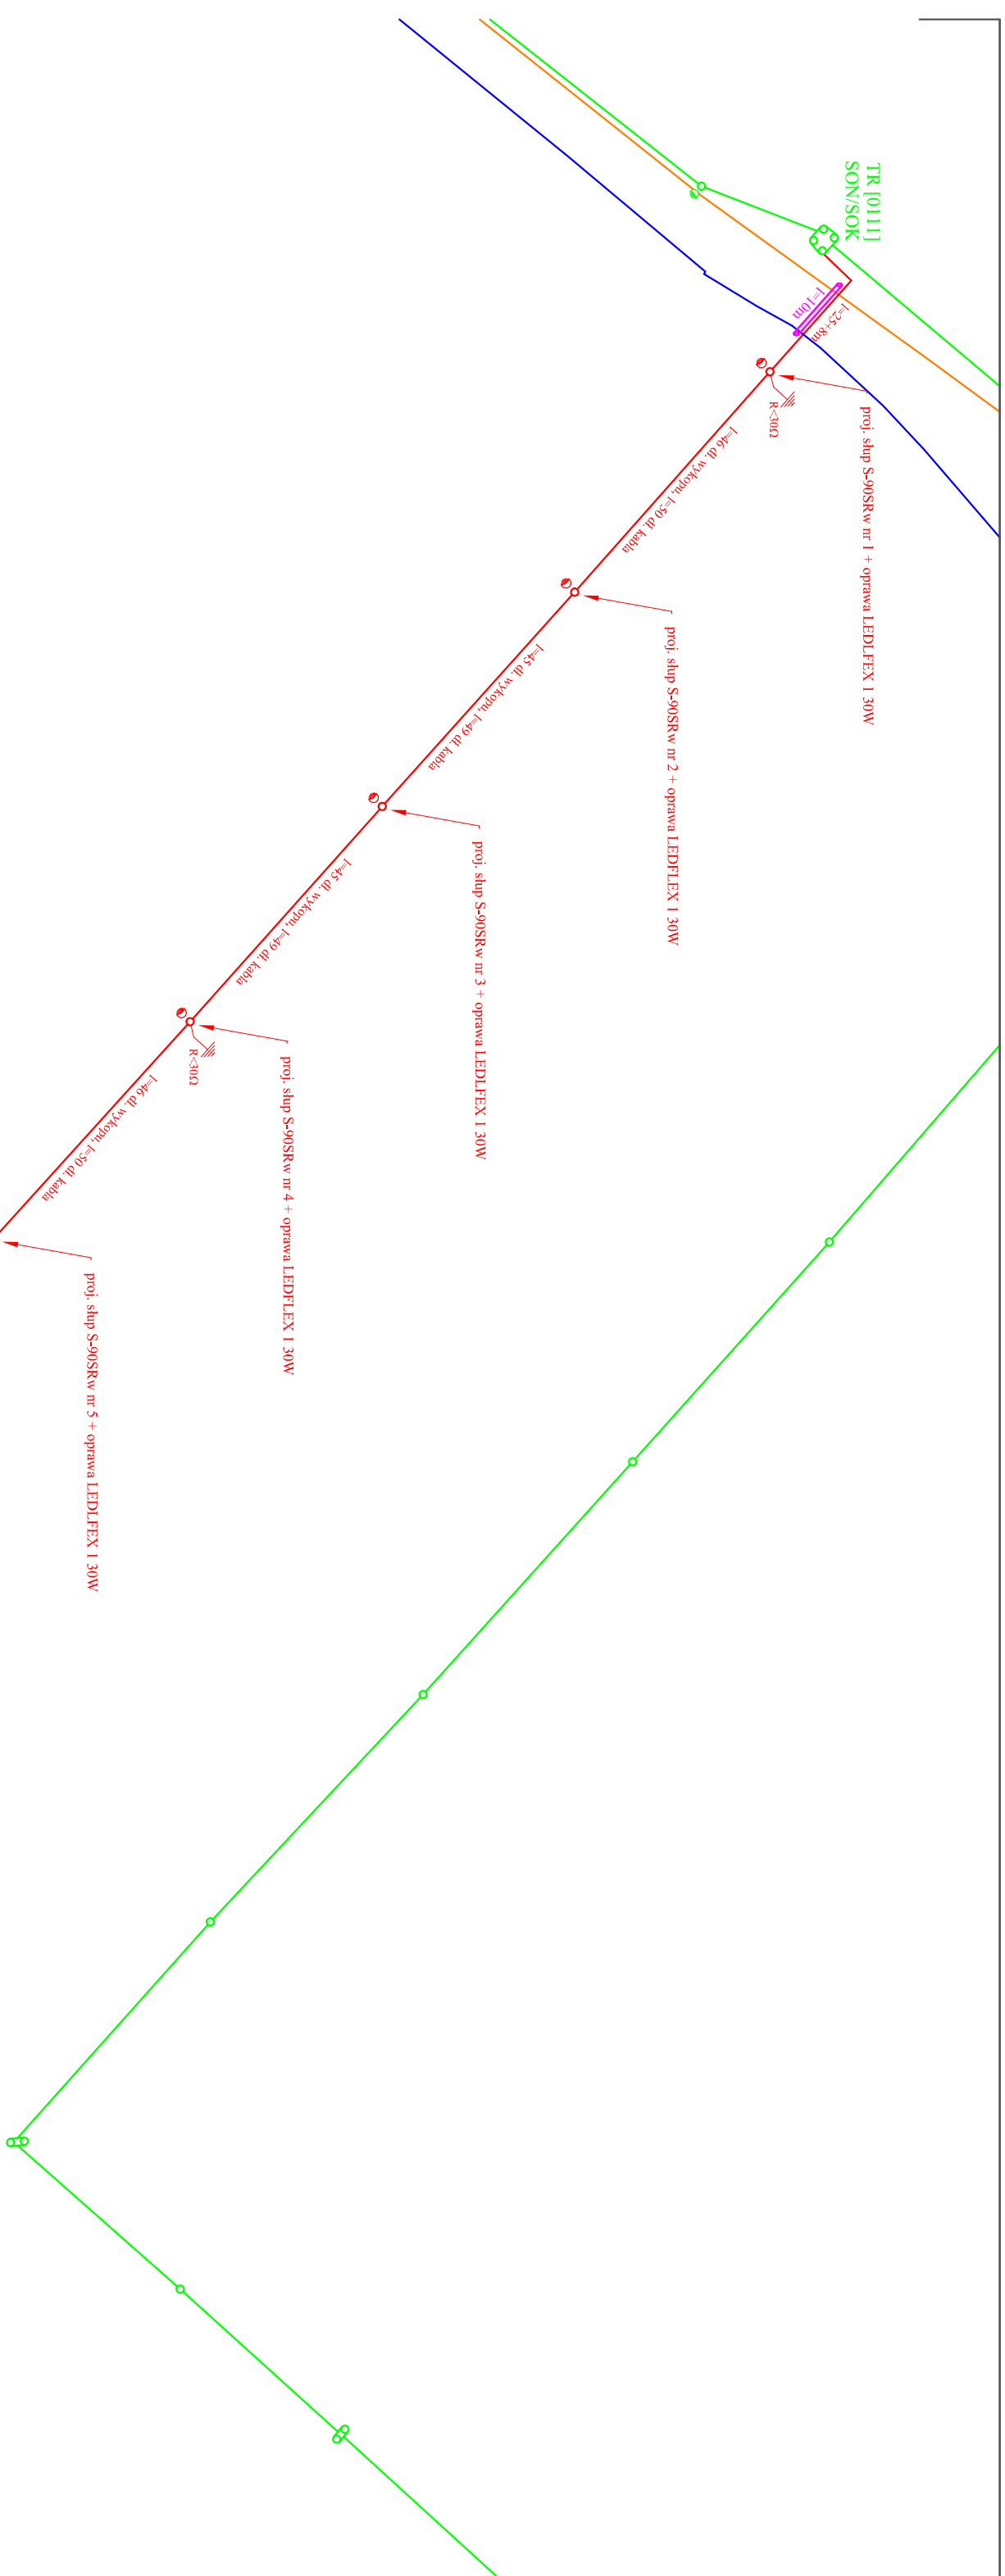 TR [0111]
SON/SOK
l=10m
l=25+8m
proj. słup S-90SRw nr 1 + oprawa LEDLFEX 1 30W
R<30Ω
l=46 dł. wykopu, l=50 dł. kabla
proj. słup S-90SRw nr 2 + oprawa LEDFLEX 1 30W
l=45 dł. wykopu, l=49 dł. kabla
proj. słup S-90SRw nr 3 + oprawa LEDLFEX 1 30W
l=45 dł. wykopu, l=49 dł. kabla
proj. słup S-90SRw nr 4 + oprawa LEDFLEX 1 30W
R<30Ω
l=46 dł. wykopu, l=50 dł. kabla
proj. słup S-90SRw nr 5 + oprawa LEDLFEX 1 30W